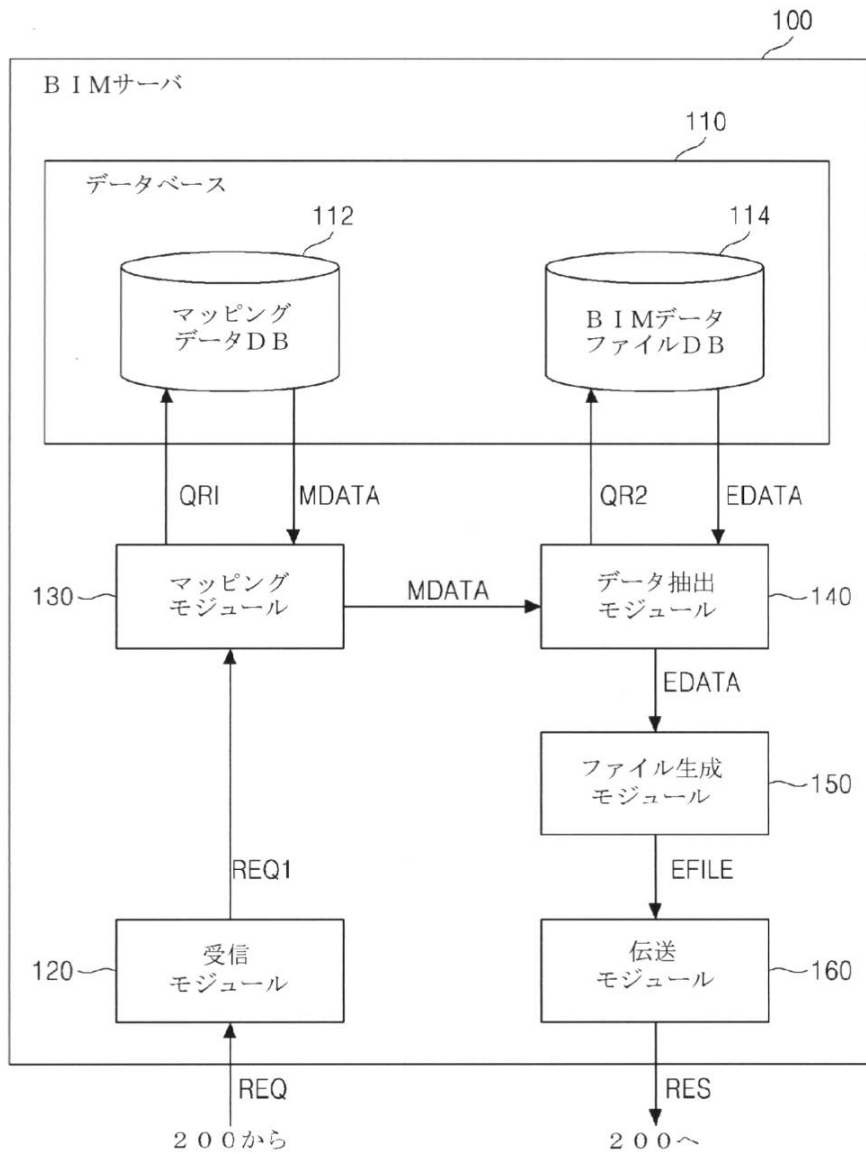 100
ＢＩＭサーバ
110
データベース
112
114
マッピング
データＤＢ
ＢＩＭデータ
ファイルＤＢ
QRI
MDATA
QR2
EDATA
130
マッピング
モジュール
MDATA
データ抽出
モジュール
140
EDATA
ファイル生成
モジュール
150
REQ1
EFILE
120
受信
モジュール
伝送
モジュール
160
REQ
RES
２００から
２００へ